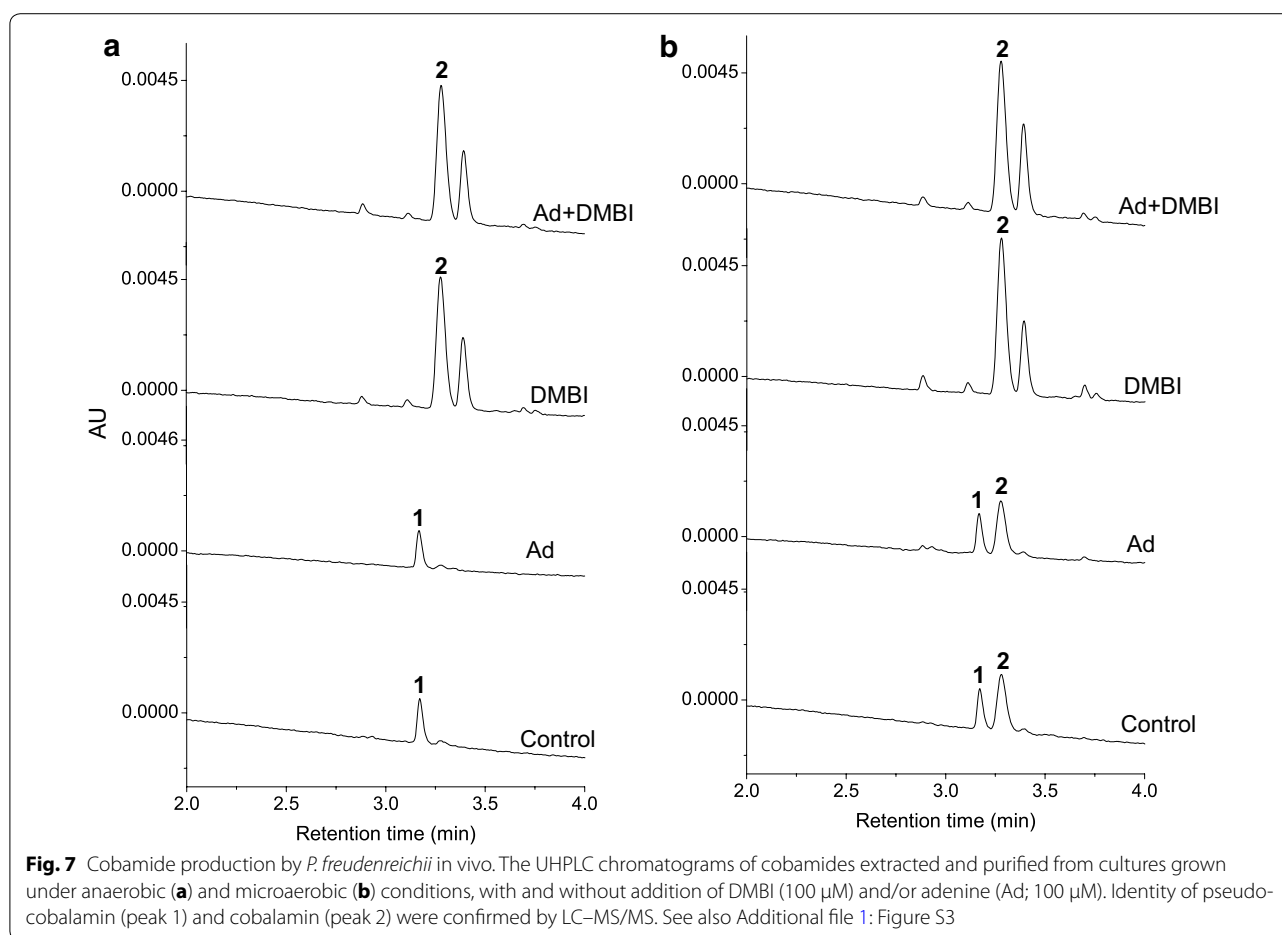 a
b
2
2
0.0045
0.0045
0.0000
0.0000
Ad+DMBI
Ad+DMBI
2
2
0.0045
0.0045
0.0000
0.0000
DMBI
DMBI
AU
0.0046
0.0045
1
1
2
0.0000
0.0000
Ad
Ad
0.0045
0.0045
1
1
2
0.0000
0.0000
Control
Control
2.0 2.5 3.0 3.5 4.0
2.0 2.5 3.0 3.5 4.0
Retention time (min)
Retention time (min)
Fig. 7 Cobamide production by P. freudenreichii in vivo. The UHPLC chromatograms of cobamides extracted and purified from cultures grown
under anaerobic (a) and microaerobic (b) conditions, with and without addition of DMBI (100 μM) and/or adenine (Ad; 100 μM). Identity of pseudo-
cobalamin (peak 1) and cobalamin (peak 2) were confirmed by LC–MS/MS. See also Additional file 1: Figure S3